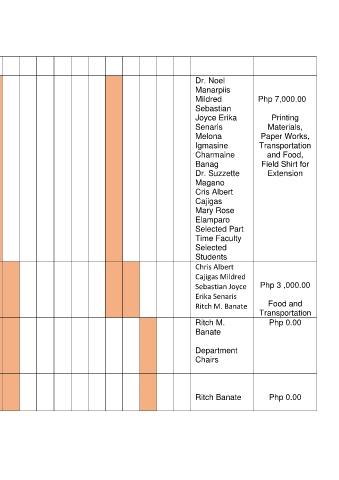 Dr. Noel
Manarpiis
Mildred
Sebastian
Joyce Erika
Senaris
Melona
Igmasine
Charmaine
Banag
Dr. Suzzette
Magano
Cris Albert
Cajigas
Mary Rose
Elamparo
Selected Part
Time Faculty
Selected
Students
Php 7,000.00
Printing
Materials,
Paper Works,
Transportation
and Food,
Field Shirt for
Extension
Chris Albert
Cajigas Mildred
Sebastian Joyce
Erika Senaris
Ritch M. Banate
Php 3 ,000.00
Food and
Transportation
Ritch M.
Banate
Department
Chairs
Php 0.00
Ritch Banate
Php 0.00